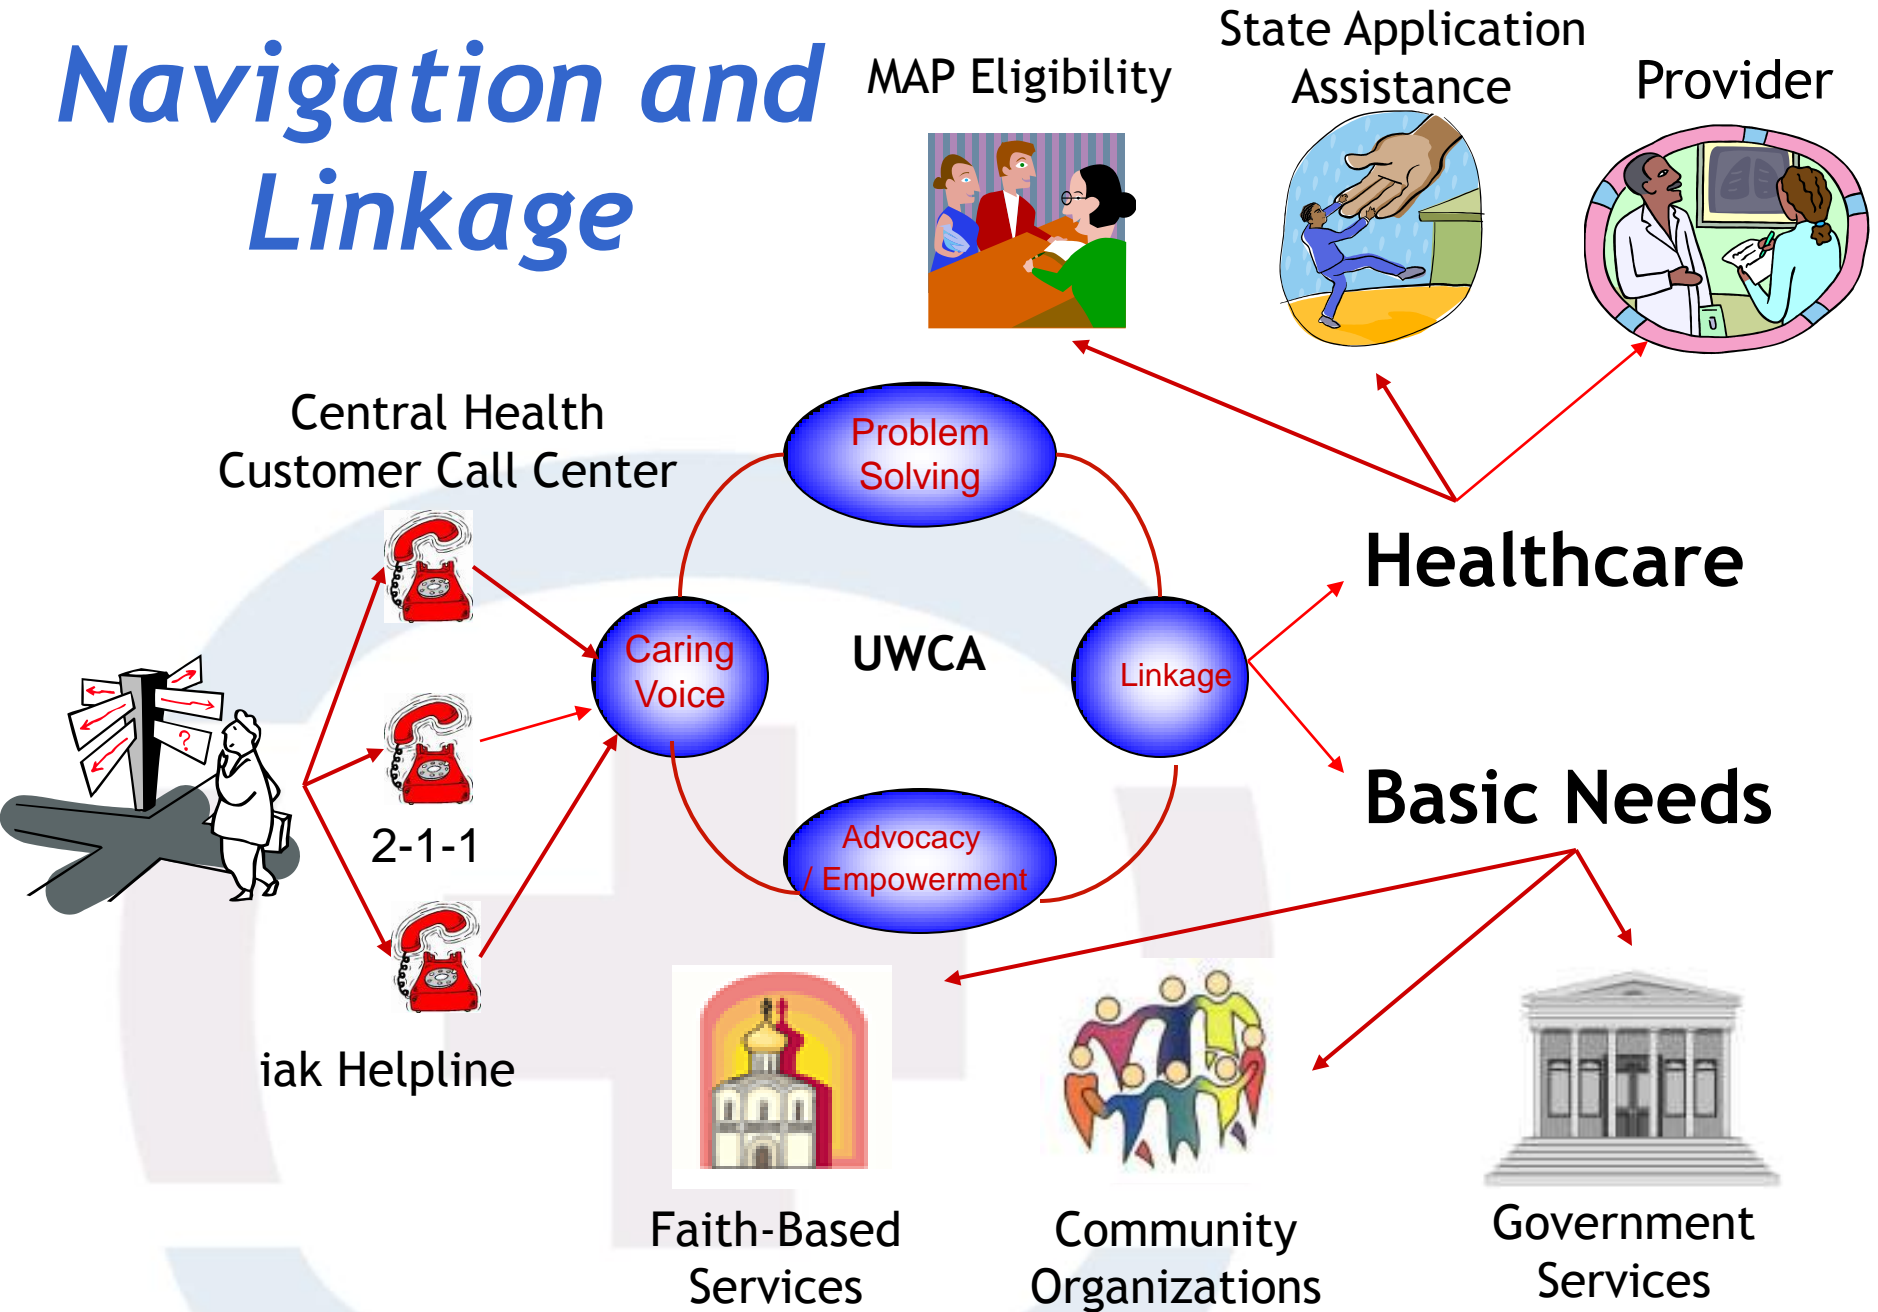 Navigation and
Linkage
MAP Eligibility
State Application
Assistance
Provider
Central Health
Customer Call Center
Problem
Solving
Healthcare
Caring
Voice
UWCA
Linkage
?
2-1-1
Basic Needs
Advocacy
/ Empowerment
iak Helpline
Faith-Based
Services
Community
Organizations
Government
Services